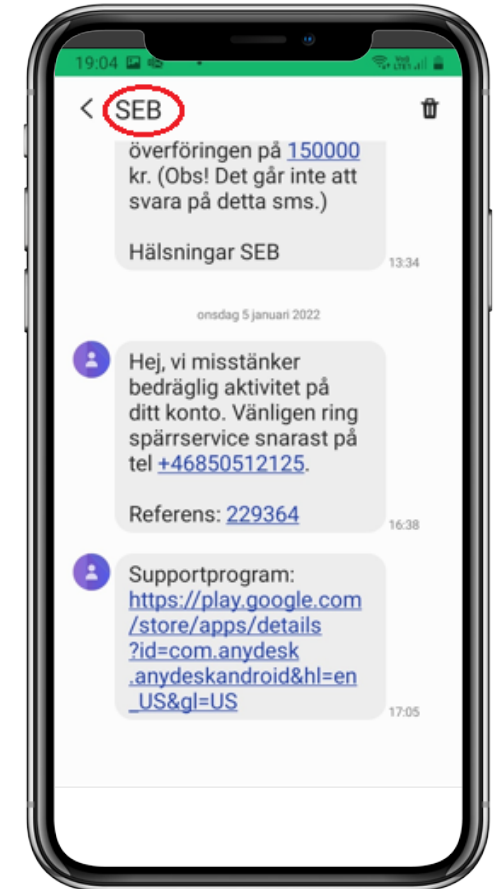 19:04
SEB
överföringen på 150000
kr. (Obs! Det går inte att
svara på detta sms.)
Hälsningar SEB
13:34
onsdag 5 januari 2022
Hej, vi misstänker
bedräglig aktivitet på
ditt konto. Vänligen ring
spärrservice snarast på
tel +46850512125.
Referens: 229364
16:38
Supportprogram:
https://play.google.com
/store/apps/details
?id=com.anydesk
.anydeskandroid&hl=en
_US&gl=US
17:05